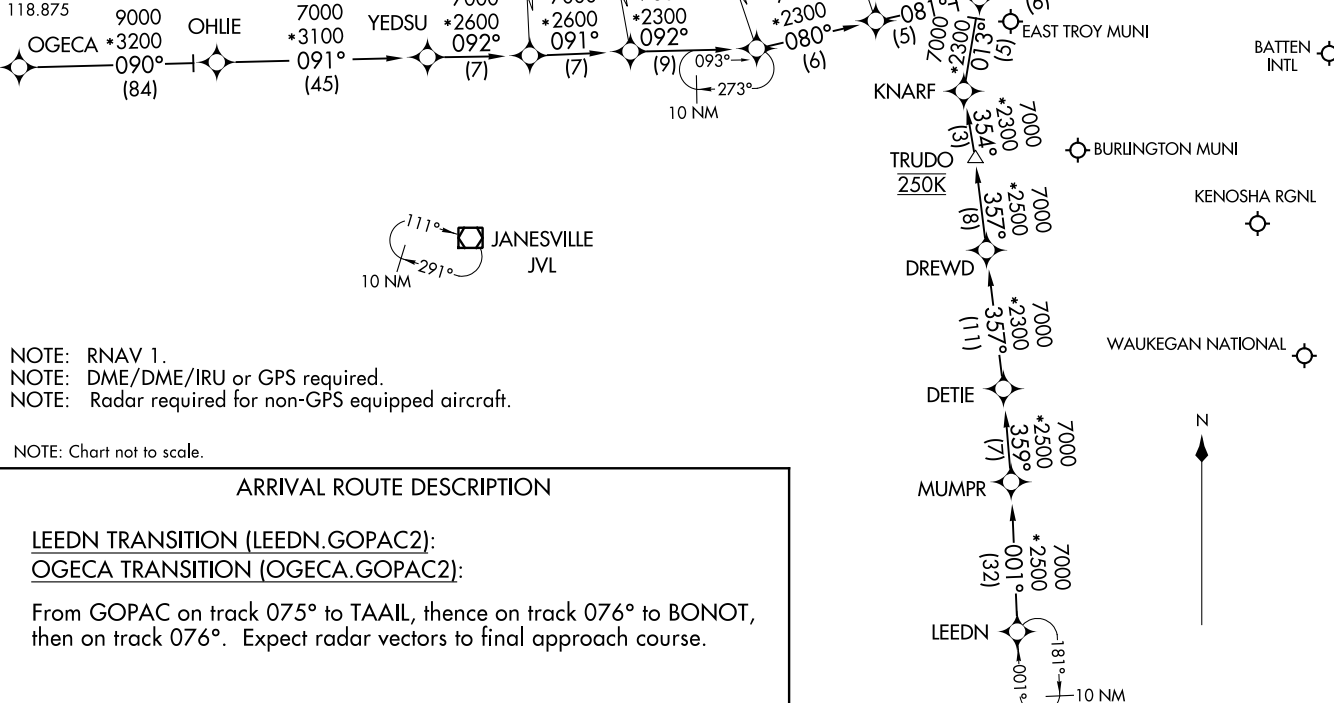 118.875
9000
*3200
OGECA
090°
(84)
OHLIE
7000
*3100
091°
(45)
YEDSU
7000
*2600
092°
(7)
7000
*2600
091°
(7)
7000
*2300
092°
(9)
093°
273°
10 NM
*2300
080°
(6)
081°
(5)
(6)
7000
*2300
013°
(5)
EAST TROY MUNI
BATTEN
INTL
KNARF
7000
*2300
354°
(3)
TRUDO
250K
BURLINGTON MUNI
KENOSHA RGNL
7000
*2500
357°
(8)
DREWD
111°
JANESVILLE
JVL
291°
10 NM
7000
*2300
357°
(11)
WAUKEGAN NATIONAL
NOTE: RNAV 1.
NOTE: DME/DME/IRU or GPS required.
NOTE: Radar required for non-GPS equipped aircraft.
DETIE
7000
*2500
359°
(7)
N
NOTE: Chart not to scale.
MUMPR
ARRIVAL ROUTE DESCRIPTION
LEEDN TRANSITION (LEEDN.GOPAC2):
OGECA TRANSITION (OGECA.GOPAC2):
From GOPAC on track 075° to TAAIL, thence on track 076° to BONOT,
then on track 076°. Expect radar vectors to final approach course.
7000
*2500
001°
(32)
LEEDN
181°
001°
10 NM